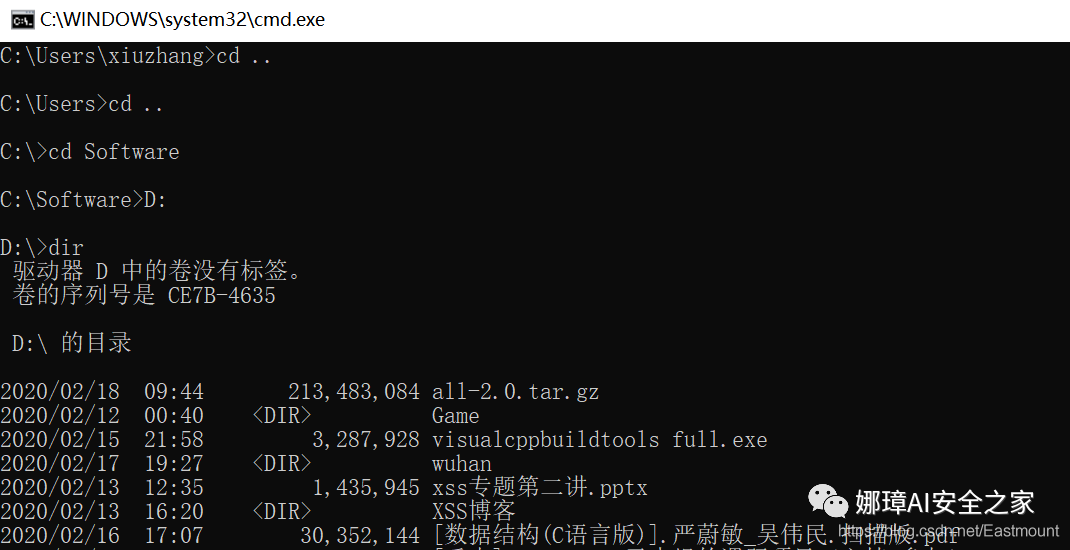 C:\WINDOWS\system32\cmd.exe
C:\Users\xiuzhang>cd ..
C:\Users>cd ..
C:\>cd Software
C:\Software>D:
D:\>dir
驱动器 D 中的卷没有标签。
卷的序列号是 CE7B-4635
D:\ 的目录
2020/02/18 09:44 213,483,084 all-2.0.tar.gz
2020/02/12 00:40 <DIR> Game
2020/02/15 21:58 3,287,928 visualcppbuildtools full.exe
2020/02/17 19:27 <DIR> wuhan
2020/02/13 12:35 1,435,945 xss专题第二讲.pptx
2020/02/13 16:20 <DIR> XSS博客
2020/02/16 17:07 30,352,144 [数据结构(C语言版)].严蔚敏_吴伟民.扫描版.pdf
娜璋AI安全之家
https://blog.csdn.net/Eastmount